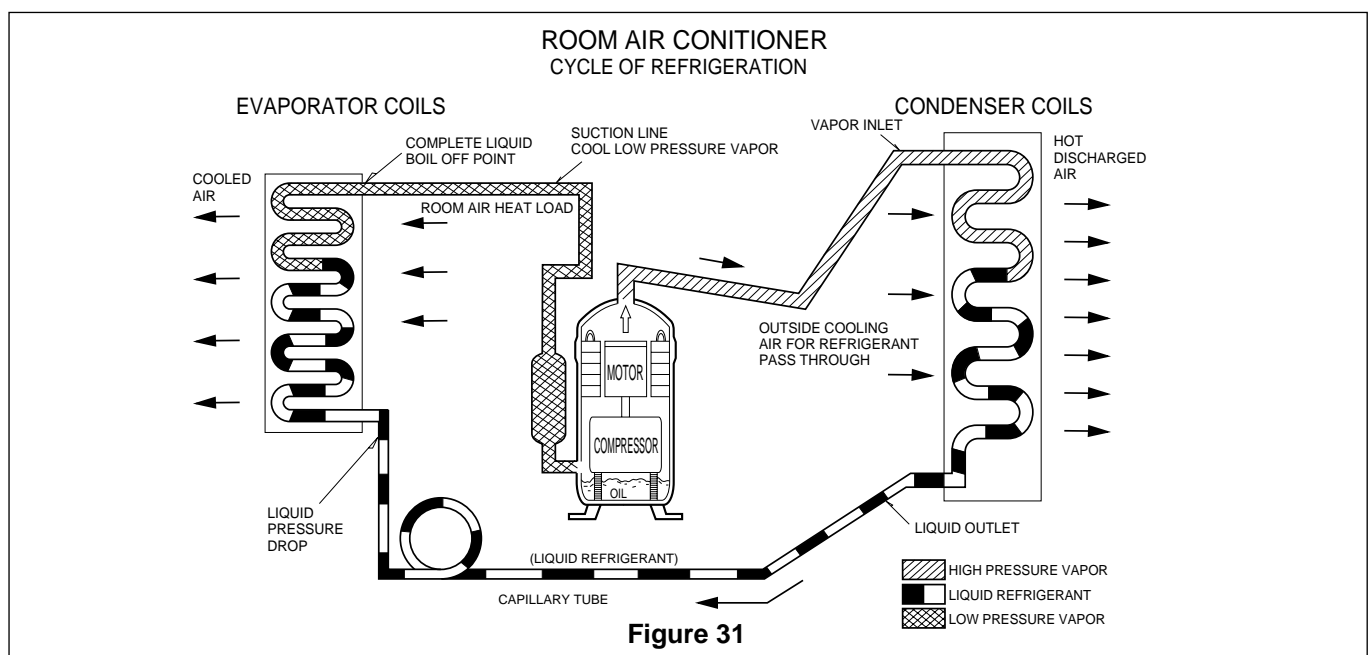 ROOM AIR CONITIONER
CYCLE OF REFRIGERATION
EVAPORATOR COILS
CONDENSER COILS
COMPLETE LIQUID
BOIL OFF POINT
SUCTION LINE
COOL LOW PRESSURE VAPOR
VAPOR INLET
HOT
DISCHARGED
AIR
COOLED
AIR
ROOM AIR HEAT LOAD
OUTSIDE COOLING
AIR FOR REFRIGERANT
PASS THROUGH
MOTOR
COMPRESSOR
OIL
LIQUID
PRESSURE
DROP
LIQUID OUTLET
(LIQUID REFRIGERANT)
CAPILLARY TUBE
HIGH PRESSURE VAPOR
LIQUID REFRIGERANT
LOW PRESSURE VAPOR
Figure 31